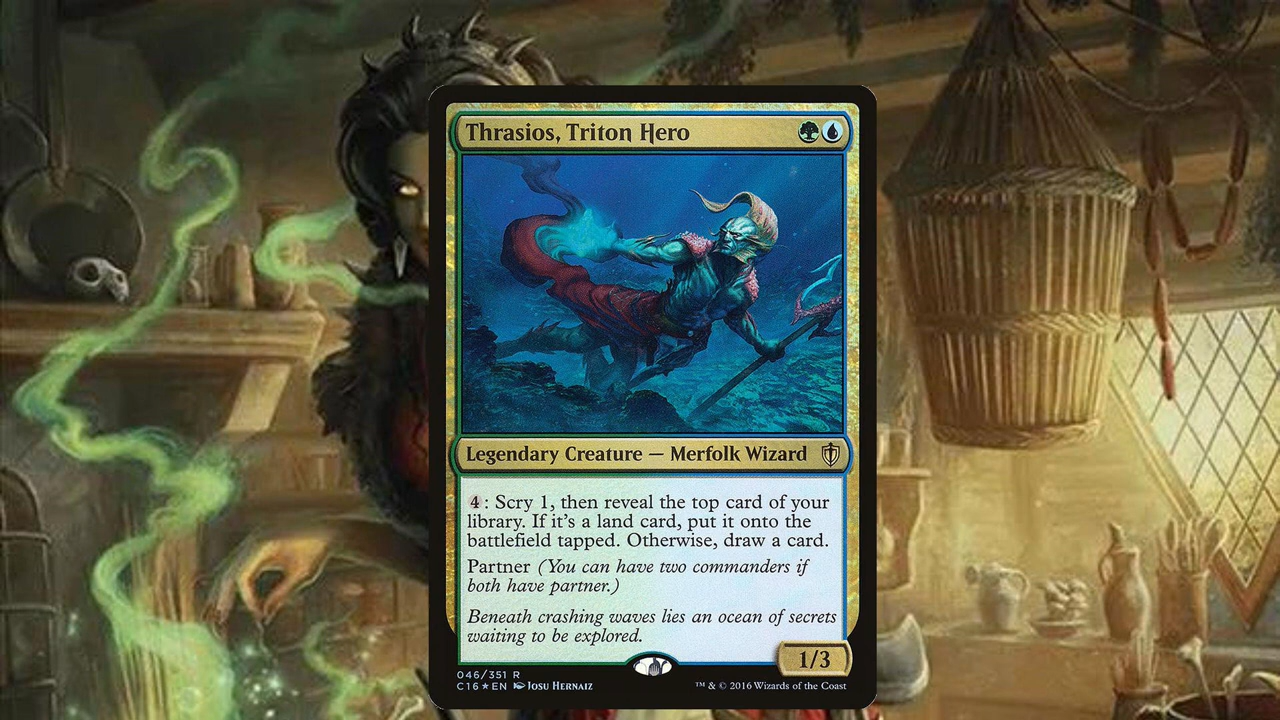 Thrasios, Triton Hero
Legendary Creature — Merfolk Wizard
4: Scry 1, then reveal the top card of your
library. If it's a land card, put it onto the
battlefield tapped. Otherwise, draw a card.
Partner (You can have two commanders if
both have partner.)
Beneath crashing waves lies an ocean of secrets
waiting to be explored.
1/3
046/351 R
C16★EN Josu Hernaiz
™ & © 2016 Wizards of the Coast